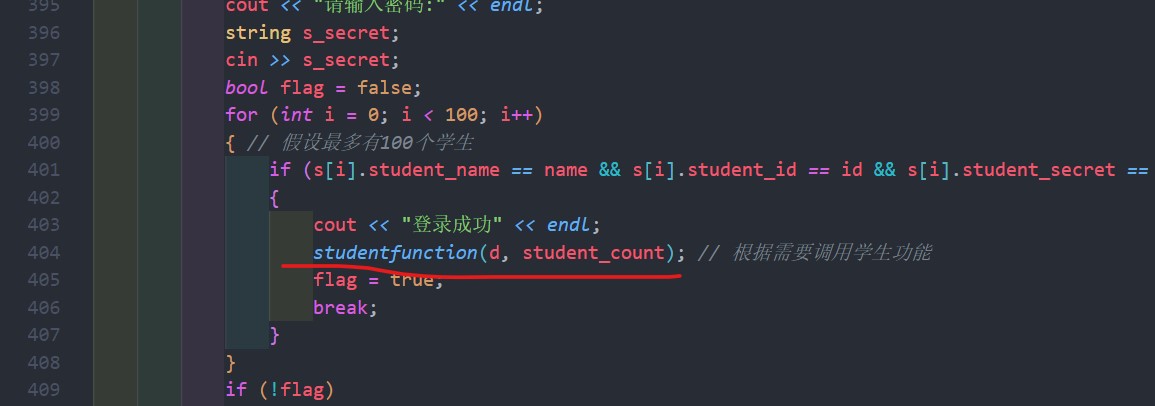 395 cout << "请输入密码:" << endl;
396 string s_secret;
397 cin >> s_secret;
398 bool flag = false;
399 for (int i = 0; i < 100; i++)
400 { // 假设最多有100个学生
401 if (s[i].student_name == name && s[i].student_id == id && s[i].student_secret ==
402 {
403 cout << "登录成功" << endl;
404 studentfunction(d, student_count); // 根据需要调用学生功能
405 flag = true;
406 break;
407 }
408 }
409 if (!flag)